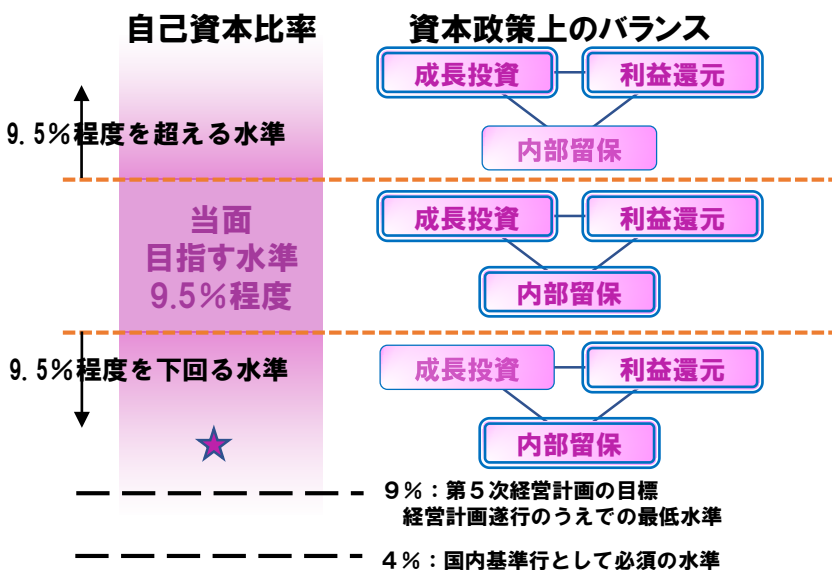 自己資本比率
資本政策上のバランス
成長投資
利益還元
内部留保
9.5%程度を超える水準
当面
目指す水準
9.5%程度
成長投資
利益還元
内部留保
9.5%程度を下回る水準
成長投資
利益還元
内部留保
9%:第5次経営計画の目標
経営計画遂行のうえでの最低水準
4%:国内基準行として必須の水準